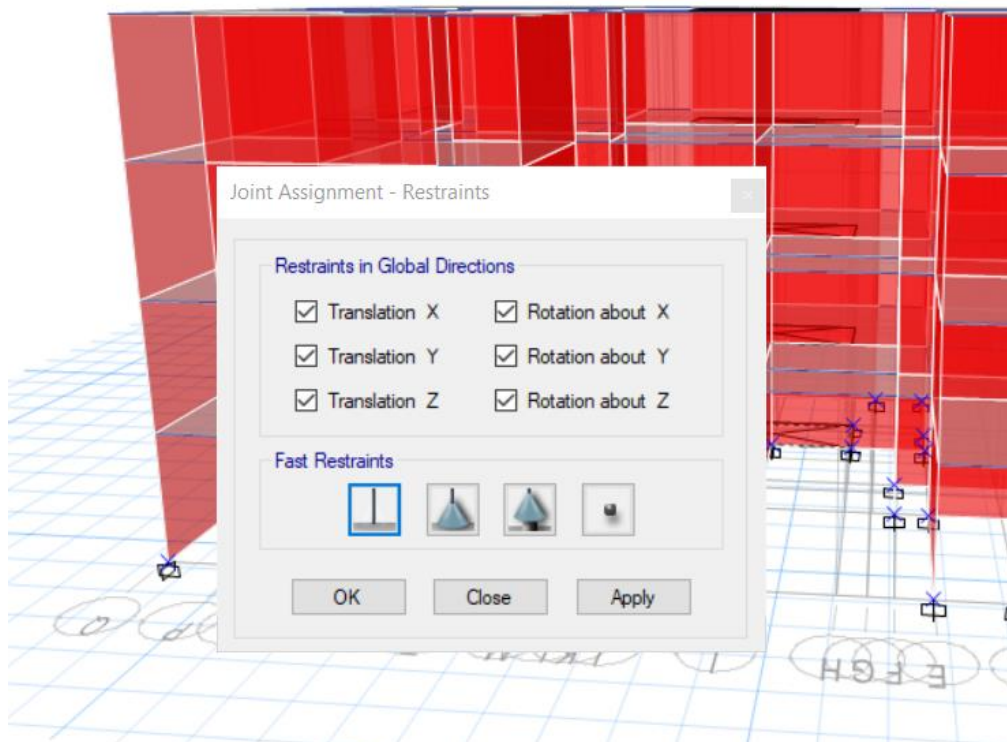 Joint Assignment - Restraints
Restraints in Global Directions
Translation X
Rotation about X
Translation Y
Rotation about Y
Translation Z
Rotation about Z
Fast Restraints
OK
Close
Apply
Q
P
H G F E